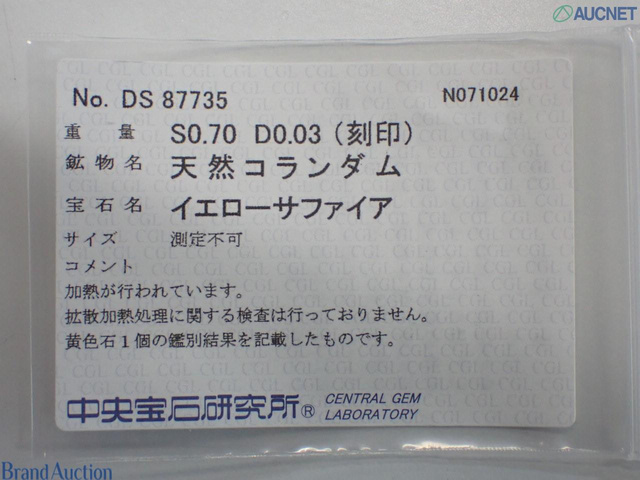 AUCNET
No. DS 87735 N071024
重量 S0.70 D0.03 (刻印)
鉱物名 天然コランダム
宝石名 イエローサファイア
サイズ 測定不可
コメント
加熱が行われています。
拡散加熱処理に関する検査は行っておりません。
黄色石1個の鑑別結果を記載したものです。
中央宝石研究所® CENTRAL GEM
LABORATORY
Brand Auction